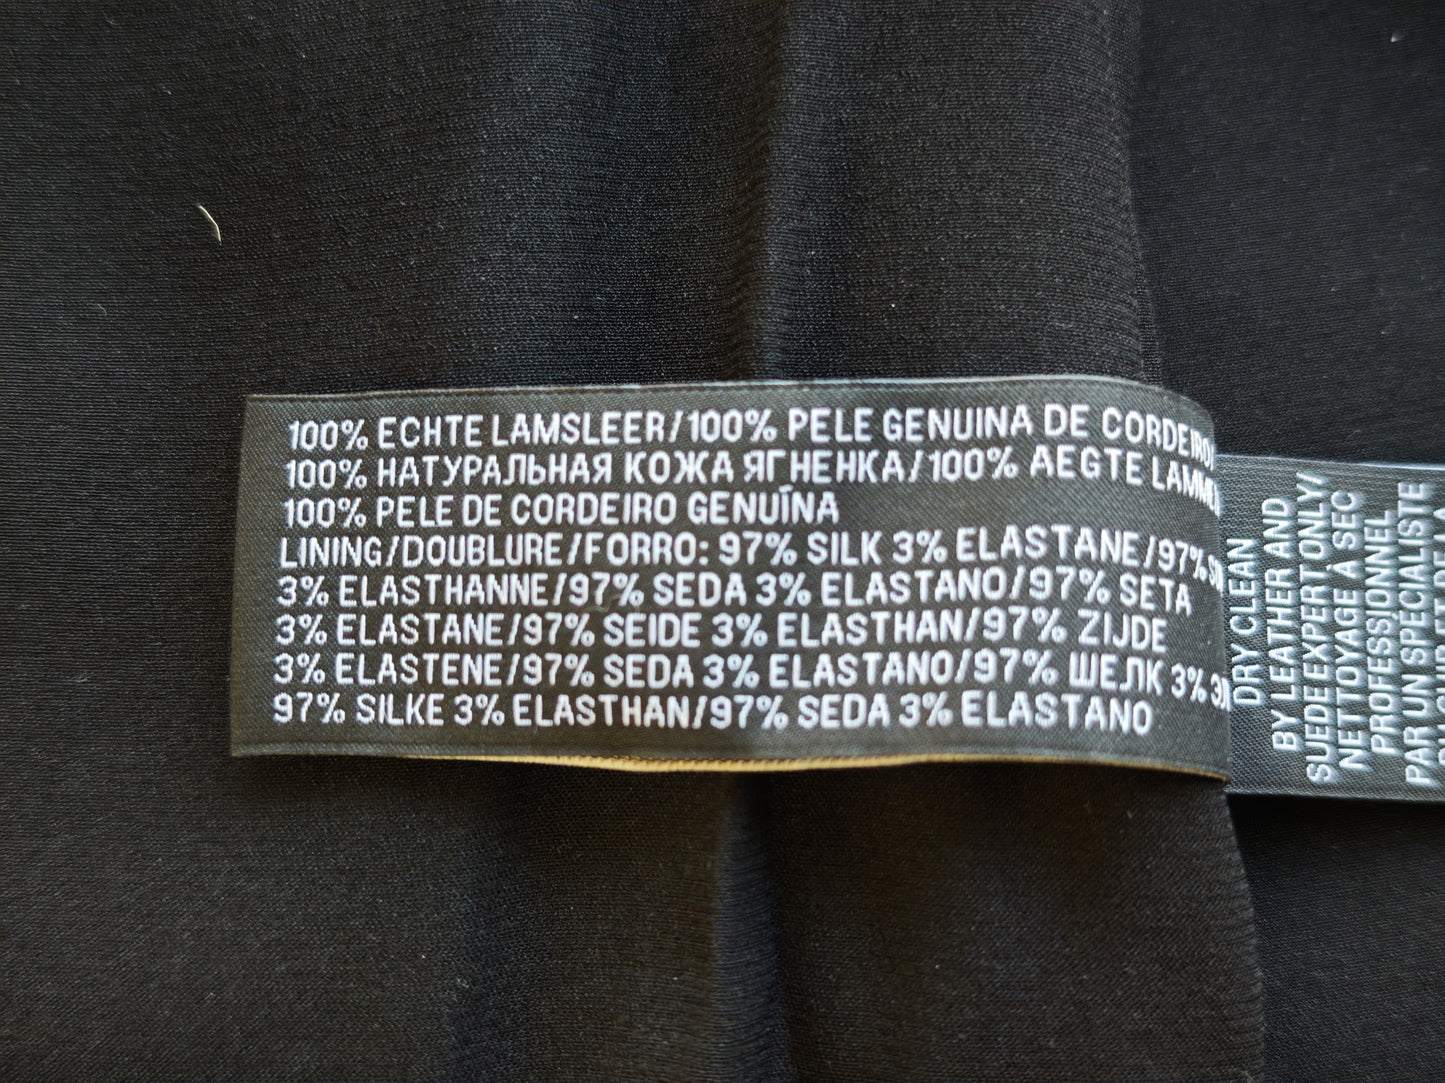 100% ECHTE LAMSLEER/100% PELE GENUINA DE CORDEIRO/
100% НАТУРАЛЬНАЯ КОЖА ЯГНЕНКА/100% AEGTE
100% PELE DE CORDEIRO GENUÍNA
LINING/DOUBLURE/FORRO: 97% SILK 3% ELASTANE/97%
3% ELASTHANNE/97% SEDA 3% ELASTANO/97% SETA
3% ELASTANE/97% SEIDE 3% ELASTHAN/97% ZIJDE
3% ELASTENE/97% SEDA 3% ELASTANO/97% ШЕЛК 3%
97% SILKE 3% ELASTHAN/97% SEDA 3% ELASTANO
DRY CLEAN
BY LEATHER AND
SUEDE EXPERT ONLY/
NETTOYAGE A SEC
PROFESSIONNEL
PAR UN SPECIALISTE